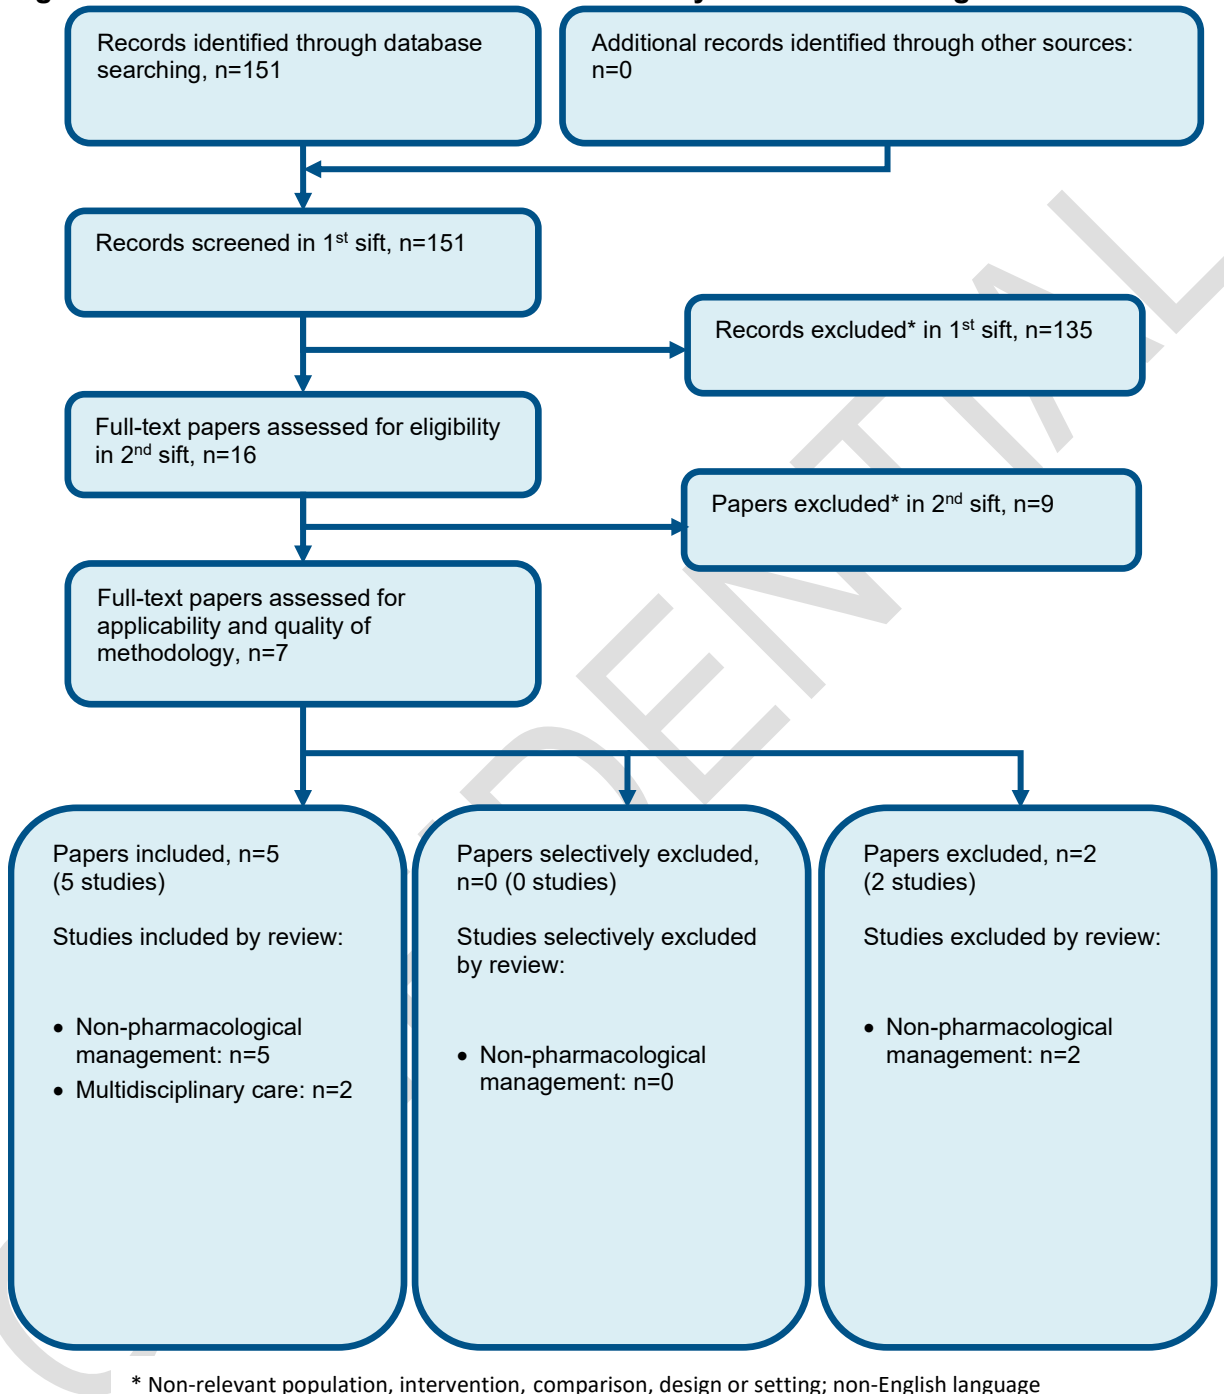 Records identified through database
searching, n=151
Additional records identified through other sources:
n=0
Records screened in 1st sift, n=151
Records excluded* in 1st sift, n=135
Full-text papers assessed for eligibility
in 2nd sift, n=16
Papers excluded* in 2nd sift, n=9
Full-text papers assessed for
applicability and quality of
methodology, n=7
Papers included, n=5
(5 studies)
Studies included by review:
• Non-pharmacological
management: n=5
• Multidisciplinary care: n=2
Papers selectively excluded,
n=0 (0 studies)
Studies selectively excluded
by review:
• Non-pharmacological
management: n=0
Papers excluded, n=2
(2 studies)
Studies excluded by review:
• Non-pharmacological
management: n=2
* Non-relevant population, intervention, comparison, design or setting; non-English language